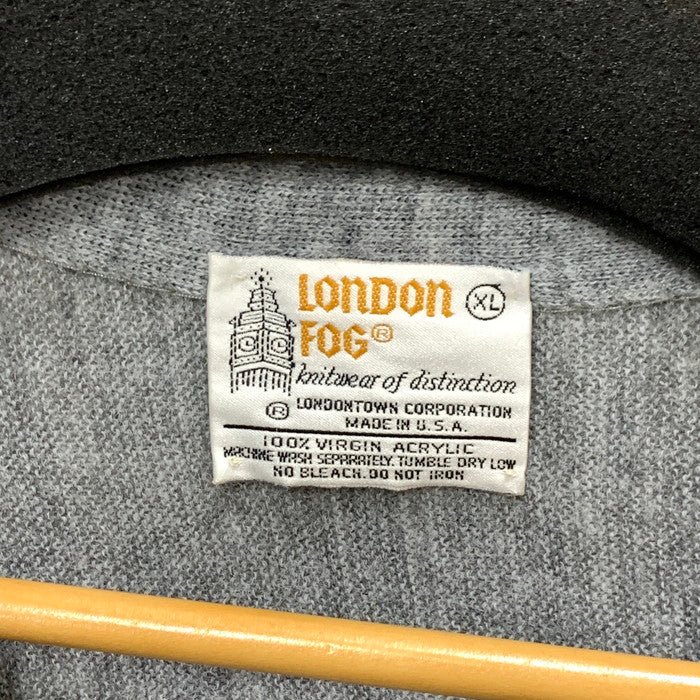 LONDON XL
FOG®
knitwear of distinction
® LONDONTOWN CORPORATION
MADE IN U.S.A.
100% VIRGIN ACRYLIC
MACHINE WASH SEPARATELY. TUMBLE DRY LOW
NO BLEACH. DO NOT IRON